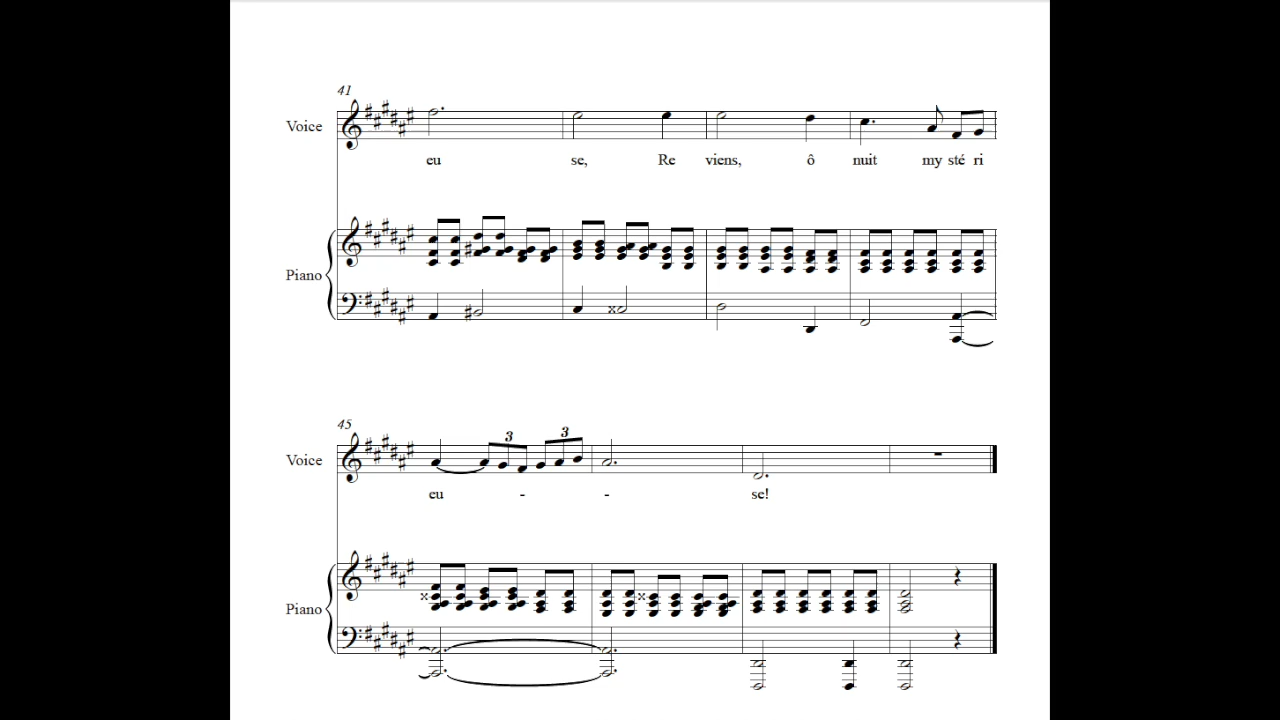 41
Voice
eu se, Re viens, ô nuit my sté ri
Piano
45
3 3
Voice
eu - - se!
Piano